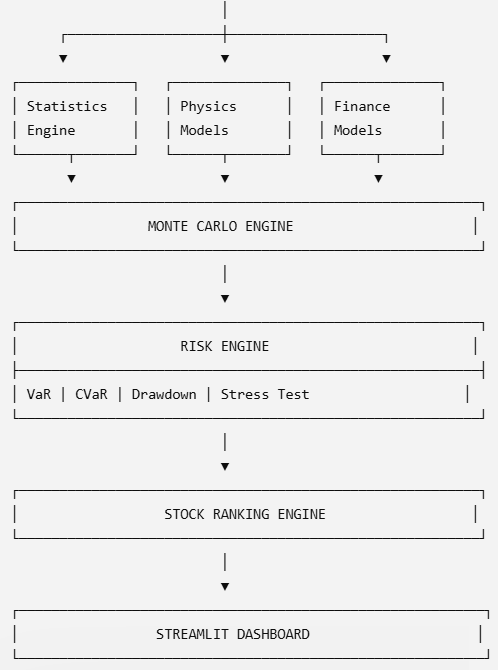 Statistics Physics Finance
Engine Models Models
MONTE CARLO ENGINE
RISK ENGINE
VaR | CVaR | Drawdown | Stress Test
STOCK RANKING ENGINE
STREAMLIT DASHBOARD